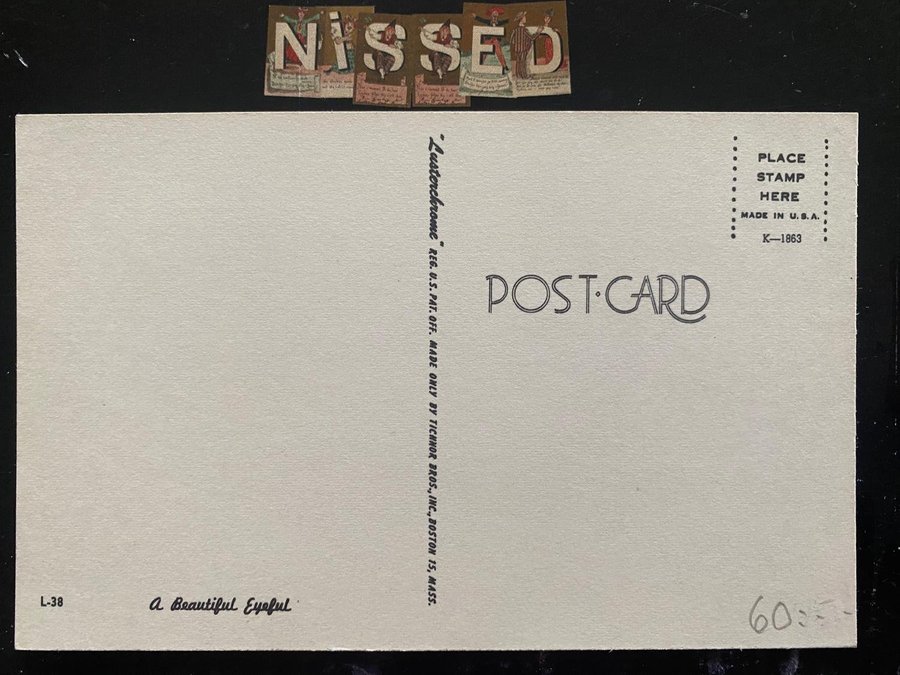 NiSSED
PLACE
STAMP
HERE
MADE IN U.S.A.
K—1863
"Lusterchrome" REG. U.S. PAT. OFF. MADE ONLY BY TICHNOR BROS., INC., BOSTON 15, MASS.
POST·CARD
L-38
A Beautiful Eyeful
60:-